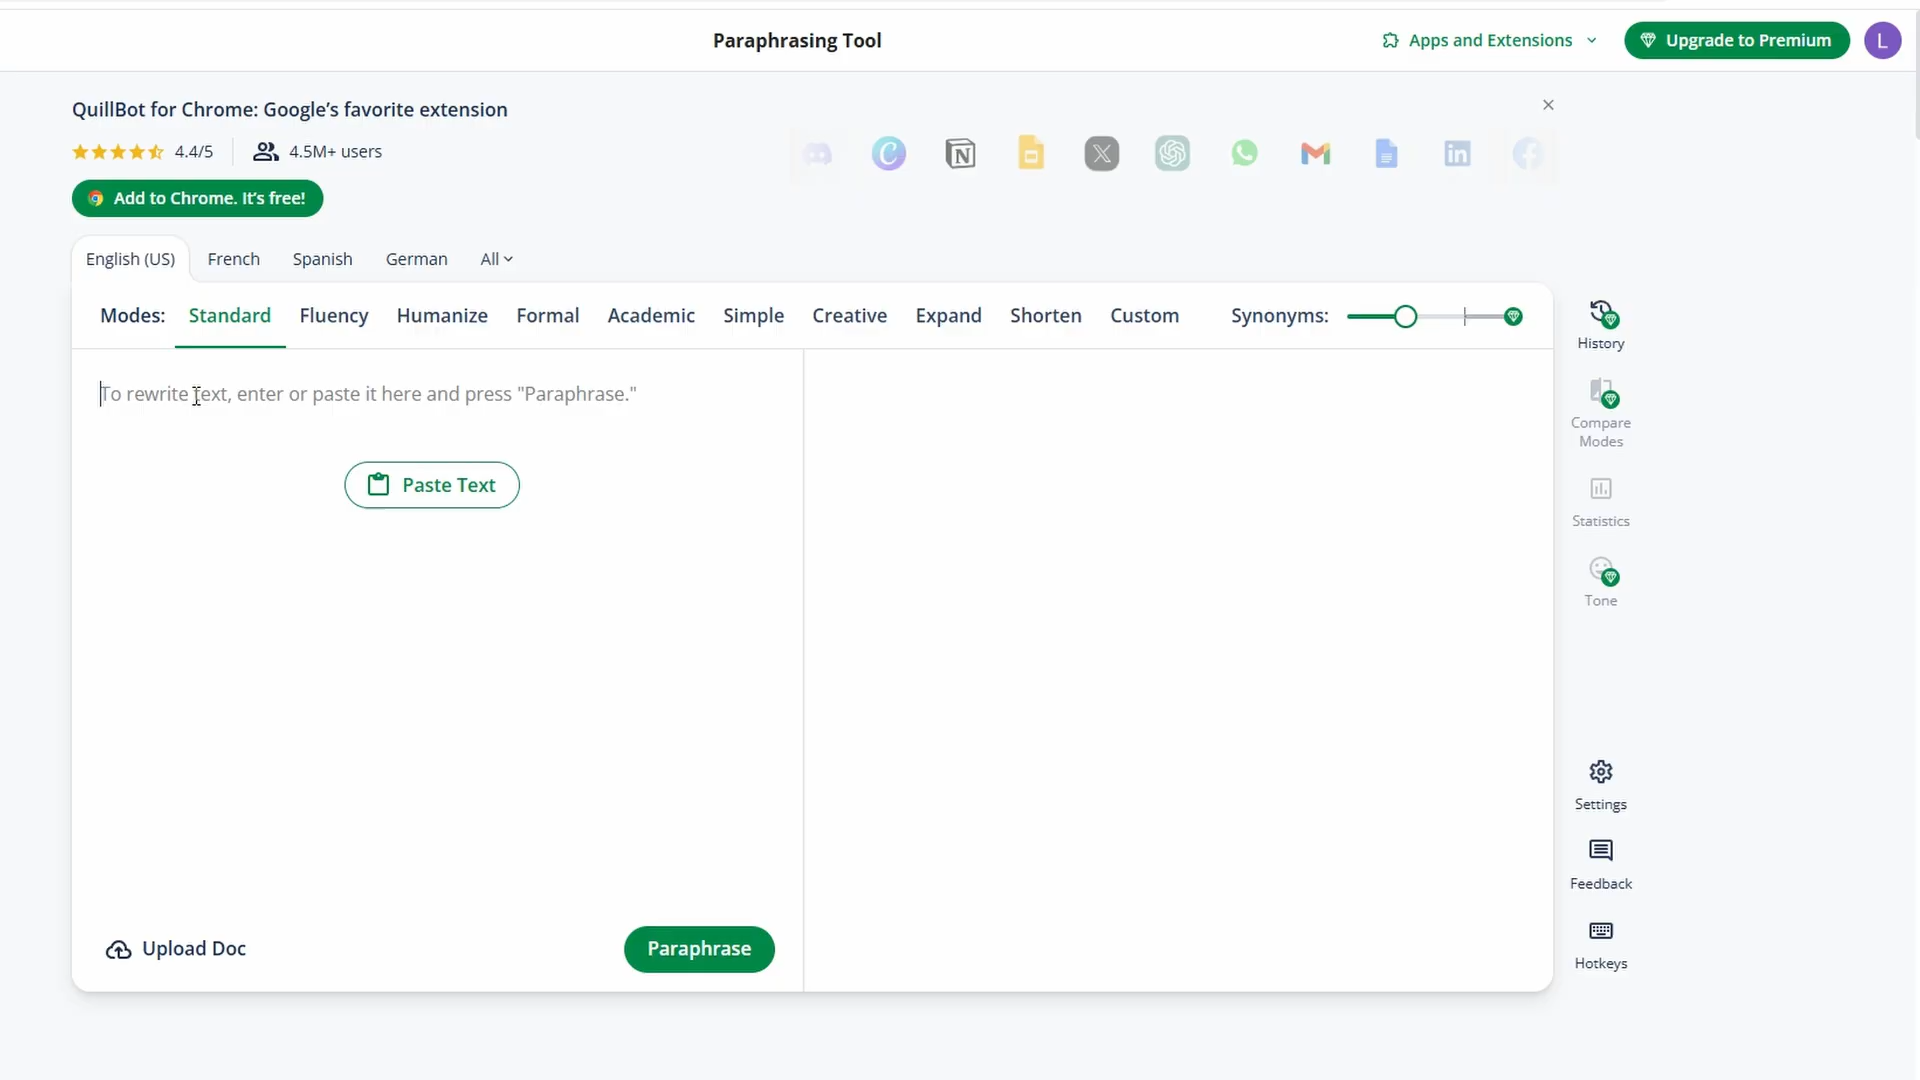 Paraphrasing Tool
Apps and Extensions
Upgrade to Premium
L
QuillBot for Chrome: Google’s favorite extension
4.4/5
4.5M+ users
Add to Chrome. It’s free!
English (US) French Spanish German All
Modes: Standard Fluency Humanize Formal Academic Simple Creative Expand Shorten Custom Synonyms:
To rewrite text, enter or paste it here and press "Paraphrase."
Paste Text
Upload Doc
Paraphrase
History
Compare
Modes
Statistics
Tone
Settings
Feedback
Hotkeys